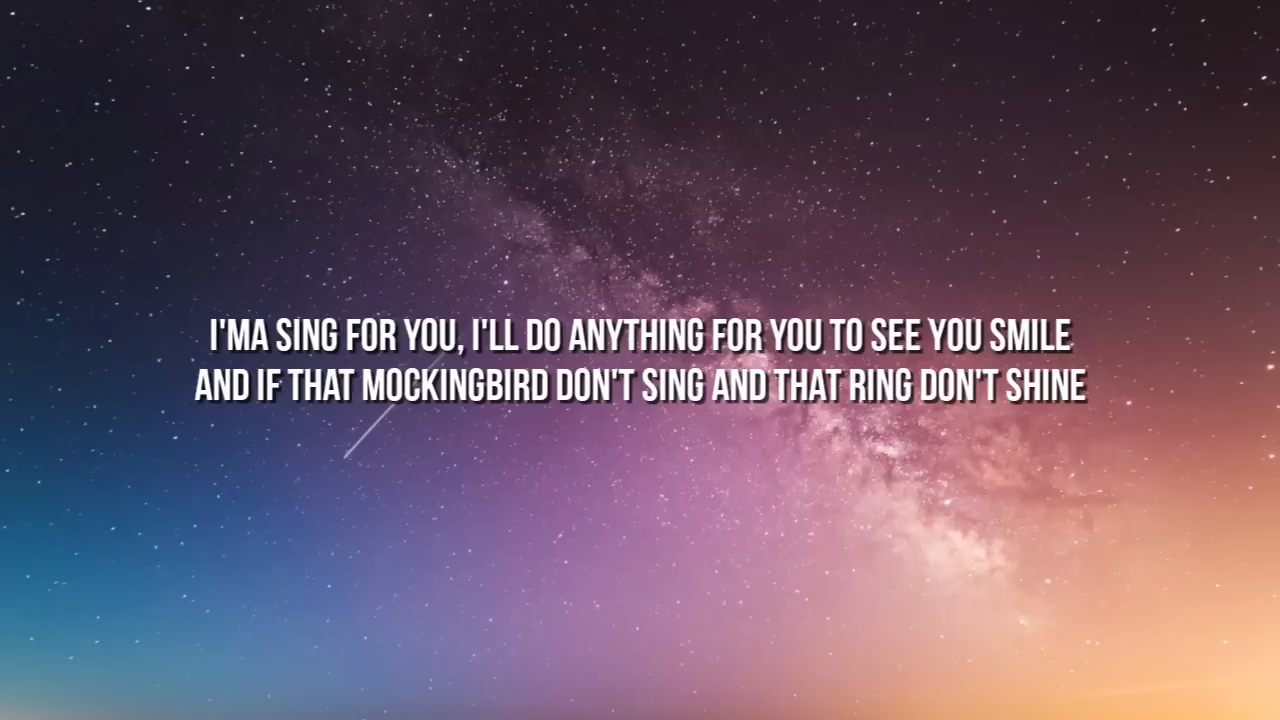 I'MA SING FOR YOU, I'LL DO ANYTHING FOR YOU TO SEE YOU SMILE
AND IF THAT MOCKINGBIRD DON'T SING AND THAT RING DON'T SHINE